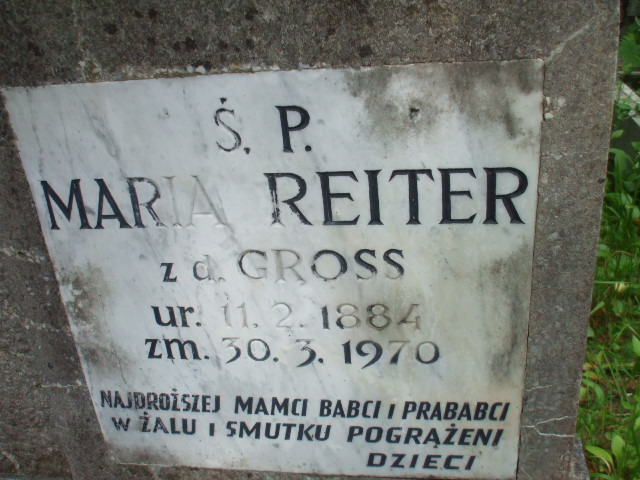 Ś. P.
MARIA REITER
z d. GROSS
ur. 11. 2. 1884
zm. 30. 3. 1970
NAJDROŻSZEJ MAMCI BABCI i PRABABCI
W ŻALU i SMUTKU POGRĄŻENI
DZIECI